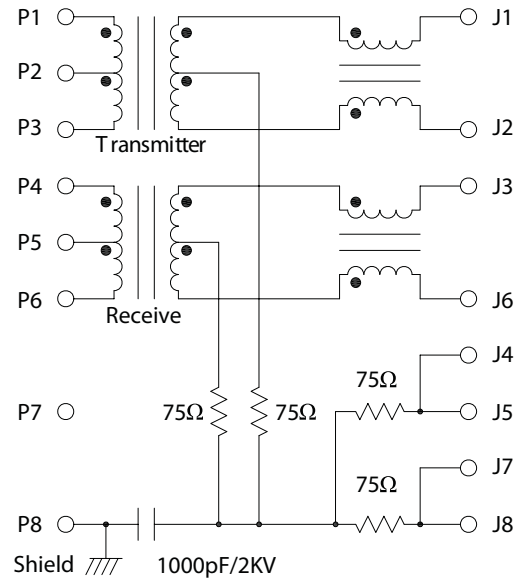 P1 J1
P2
P3 J2
Transmitter
P4 J3
P5
P6 J6
Receive
J4
75Ω
P7 75Ω 75Ω J5
J7
75Ω
P8 J8
Shield 1000pF/2KV